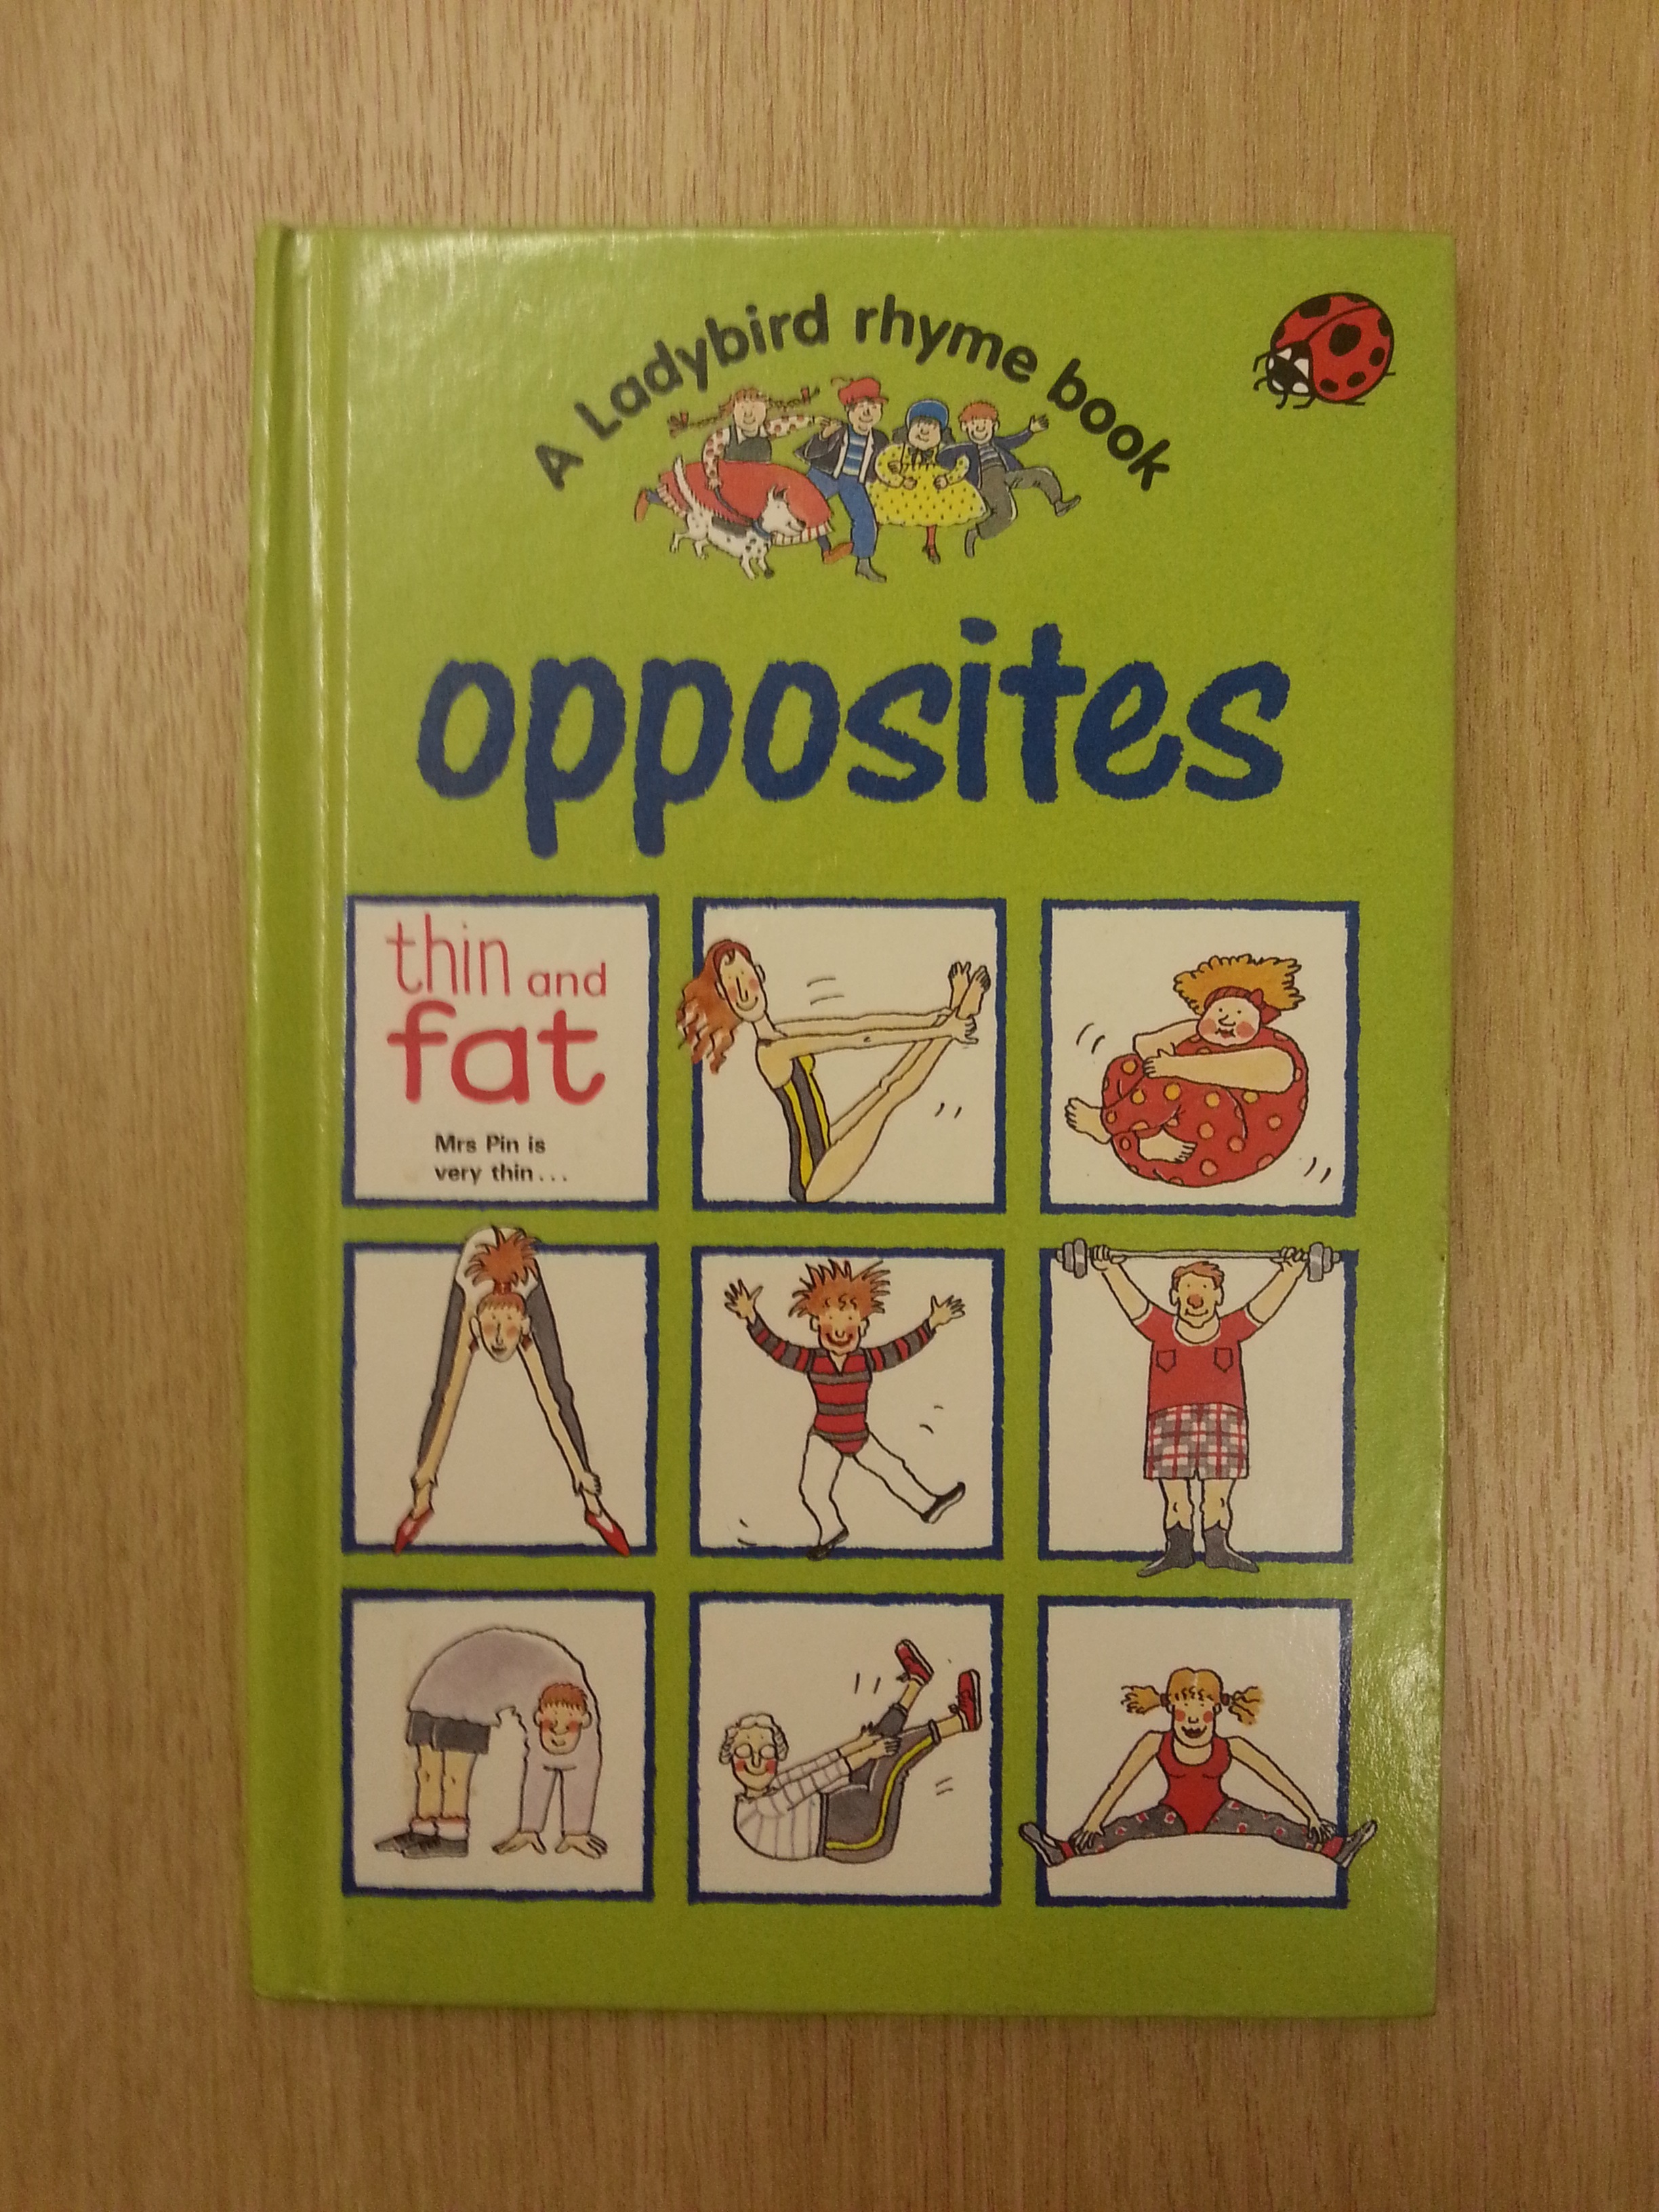 A Ladybird rhyme book
opposites
thin and
fat
Mrs Pin is
very thin...